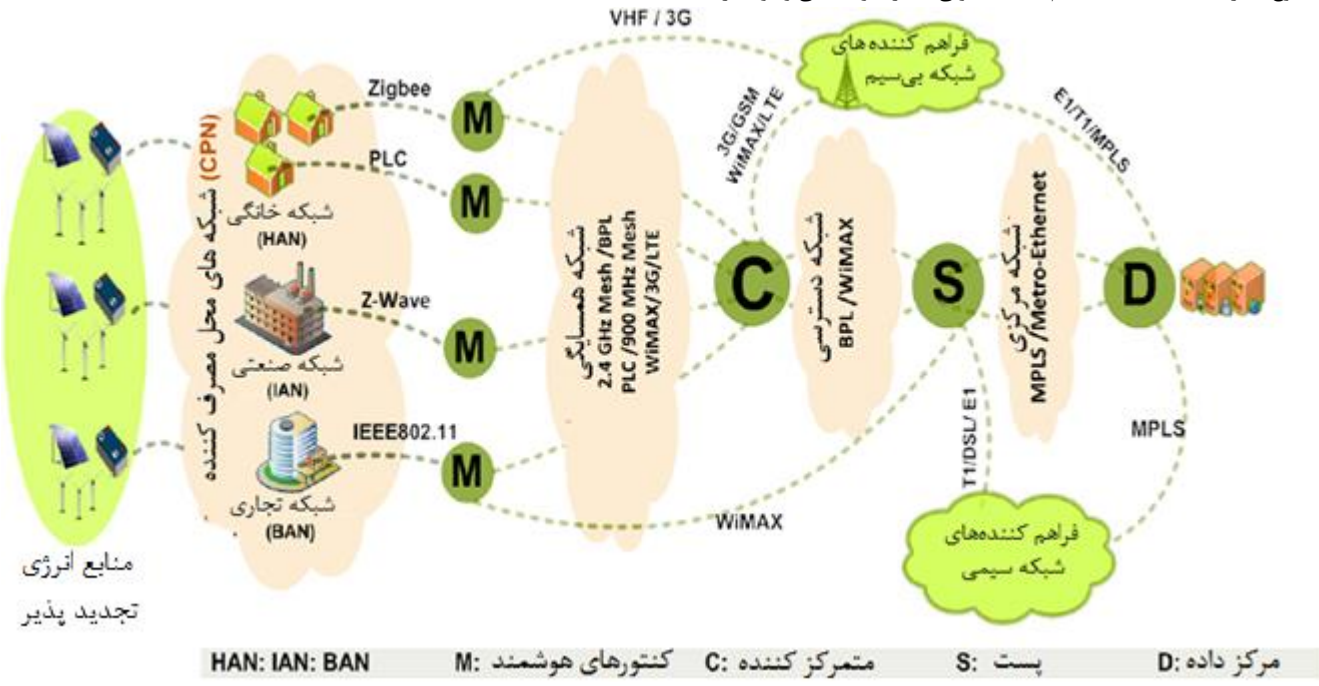 VHF / 3G
فراهم کننده‌های
شبکه بی‌سیم
Zigbee
PLC
3G/GSM
WiMAX/LTE
E1/T1/MPLS
شبکه های محل مصرف کننده (CPN)
شبکه خانگی
(HAN)
Z-Wave
شبکه صنعتی
(IAN)
IEEE802.11
شبکه تجاری
(BAN)
M
M
M
M
شبکه همسایگی
2.4 GHz Mesh /BPL
PLC /900 MHz Mesh
WiMAX/3G/LTE
C
شبکه دسترسی
BPL /WiMAX
S
شبکه مرکزی
MPLS /Metro-Ethernet
D
WiMAX
T1/DSL/ E1
MPLS
فراهم کننده‌های
شبکه سیمی
منابع انرژی
تجدید پذیر
HAN: IAN: BAN
M: کنتورهای هوشمند
C: متمرکز کننده
S: پست
D: مرکز داده